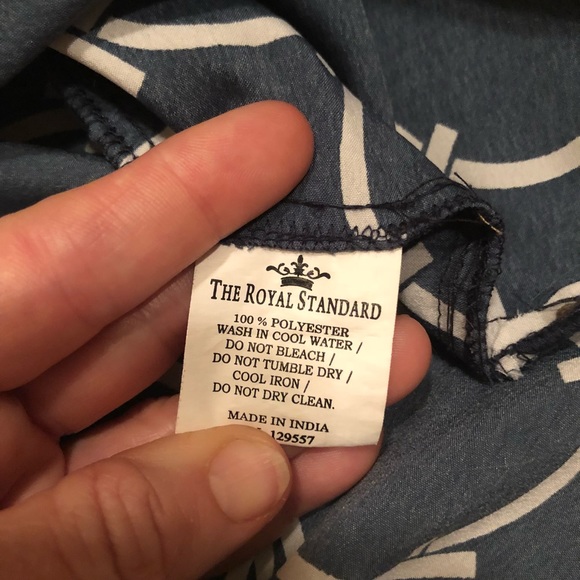 THE ROYAL STANDARD
100 % POLYESTER
WASH IN COOL WATER /
DO NOT BLEACH /
DO NOT TUMBLE DRY /
COOL IRON /
DO NOT DRY CLEAN.
MADE IN INDIA
129557